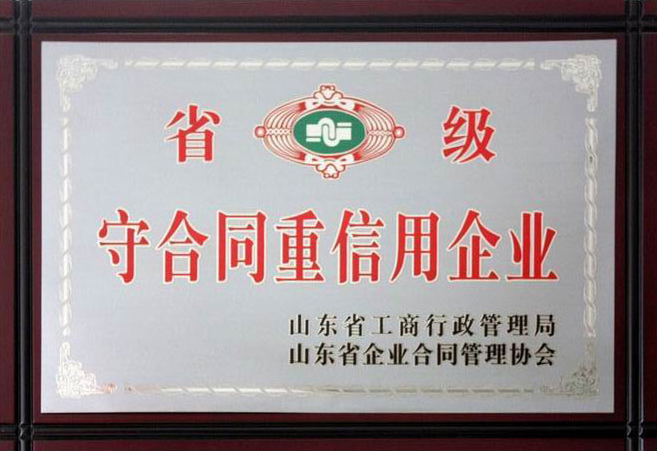 省 级
守合同重信用企业
山东省工商行政管理局
山东省企业合同管理协会